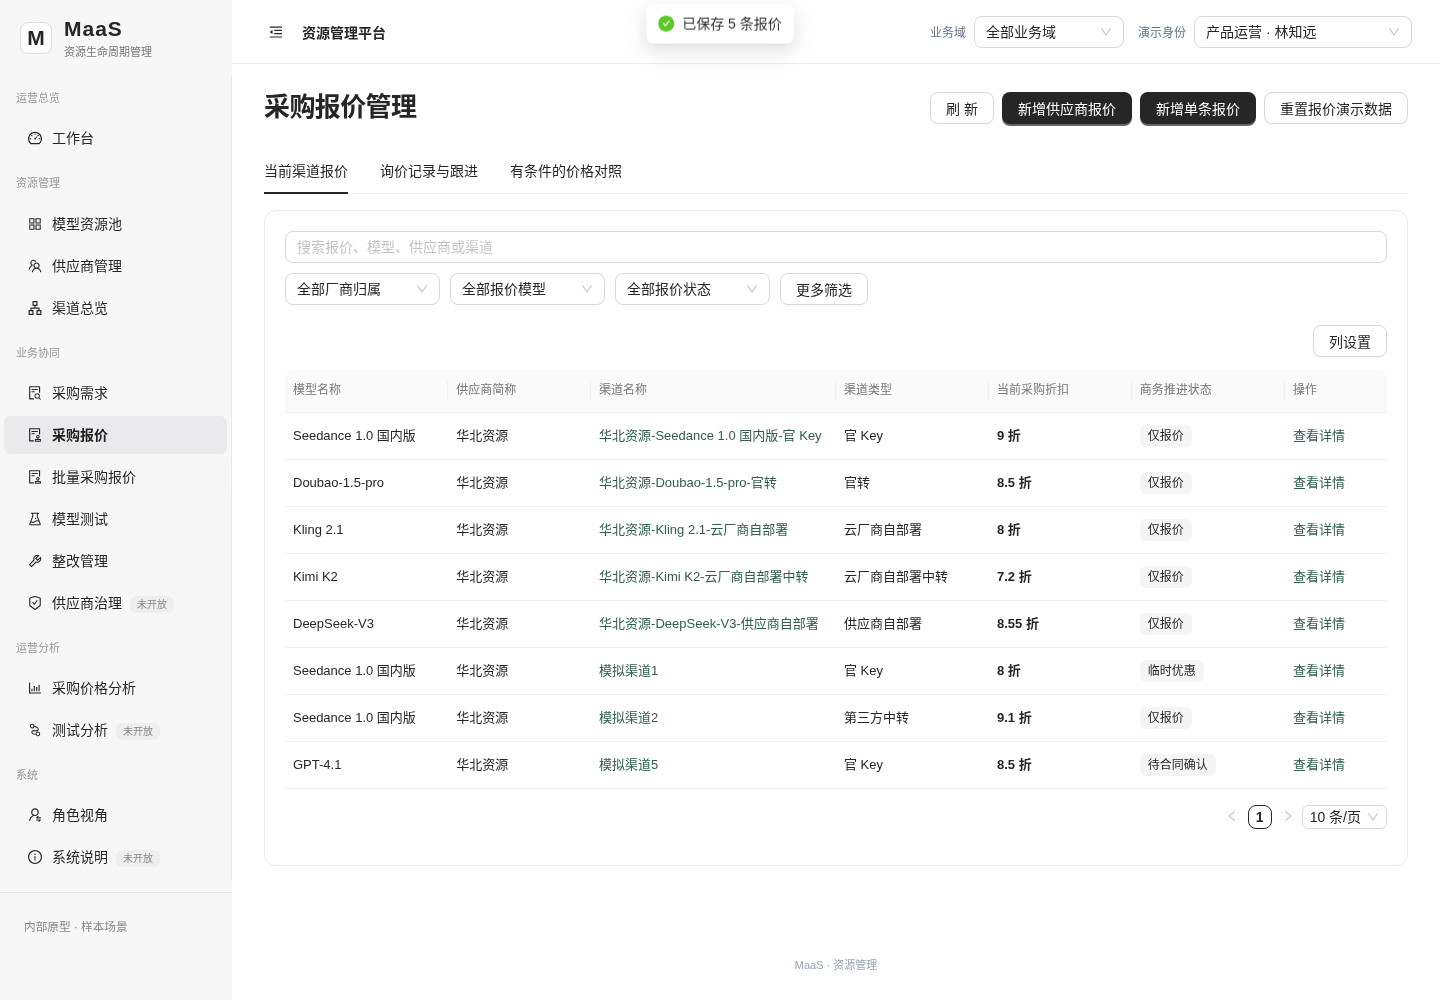 M
MaaS
资源生命周期管理
资源管理平台
已保存 5 条报价
业务域
全部业务域
演示身份
产品运营 · 林知远
运营总览
工作台
资源管理
模型资源池
供应商管理
渠道总览
业务协同
采购需求
采购报价
批量采购报价
模型测试
整改管理
供应商治理 未开放
运营分析
采购价格分析
测试分析 未开放
系统
角色视角
系统说明 未开放
内部原型 · 样本场景
采购报价管理
刷 新
新增供应商报价
新增单条报价
重置报价演示数据
当前渠道报价 询价记录与跟进 有条件的价格对照
搜索报价、模型、供应商或渠道
全部厂商归属 全部报价模型 全部报价状态 更多筛选
列设置
模型名称 供应商简称 渠道名称 渠道类型 当前采购折扣 商务推进状态 操作
Seedance 1.0 国内版 华北资源 华北资源-Seedance 1.0 国内版-官 Key 官 Key 9 折 仅报价 查看详情
Doubao-1.5-pro 华北资源 华北资源-Doubao-1.5-pro-官转 官转 8.5 折 仅报价 查看详情
Kling 2.1 华北资源 华北资源-Kling 2.1-云厂商自部署 云厂商自部署 8 折 仅报价 查看详情
Kimi K2 华北资源 华北资源-Kimi K2-云厂商自部署中转 云厂商自部署中转 7.2 折 仅报价 查看详情
DeepSeek-V3 华北资源 华北资源-DeepSeek-V3-供应商自部署 供应商自部署 8.55 折 仅报价 查看详情
Seedance 1.0 国内版 华北资源 模拟渠道1 官 Key 8 折 临时优惠 查看详情
Seedance 1.0 国内版 华北资源 模拟渠道2 第三方中转 9.1 折 仅报价 查看详情
GPT-4.1 华北资源 模拟渠道5 官 Key 8.5 折 待合同确认 查看详情
1 10 条/页
MaaS · 资源管理